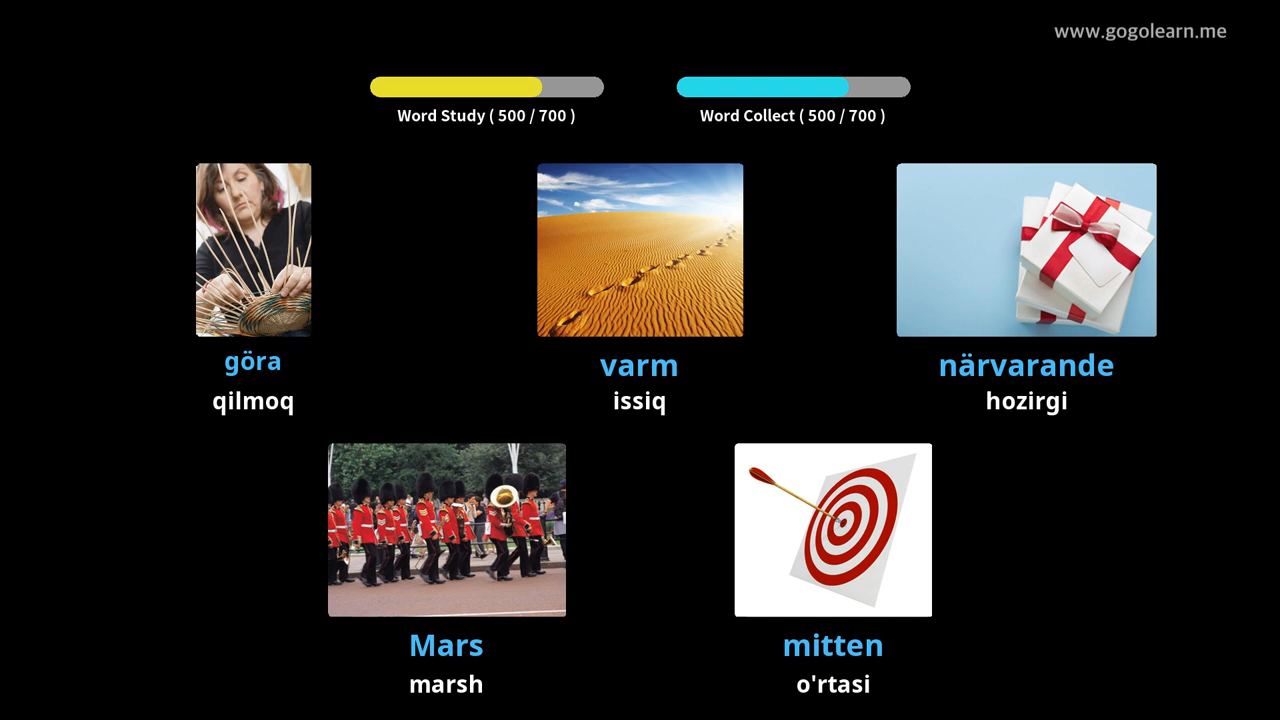 www.gogolearn.me
Word Study ( 500 / 700 )
Word Collect ( 500 / 700 )
göra
qilmoq
varm
issiq
närvarande
hozirgi
Mars
marsh
mitten
o'rtasi